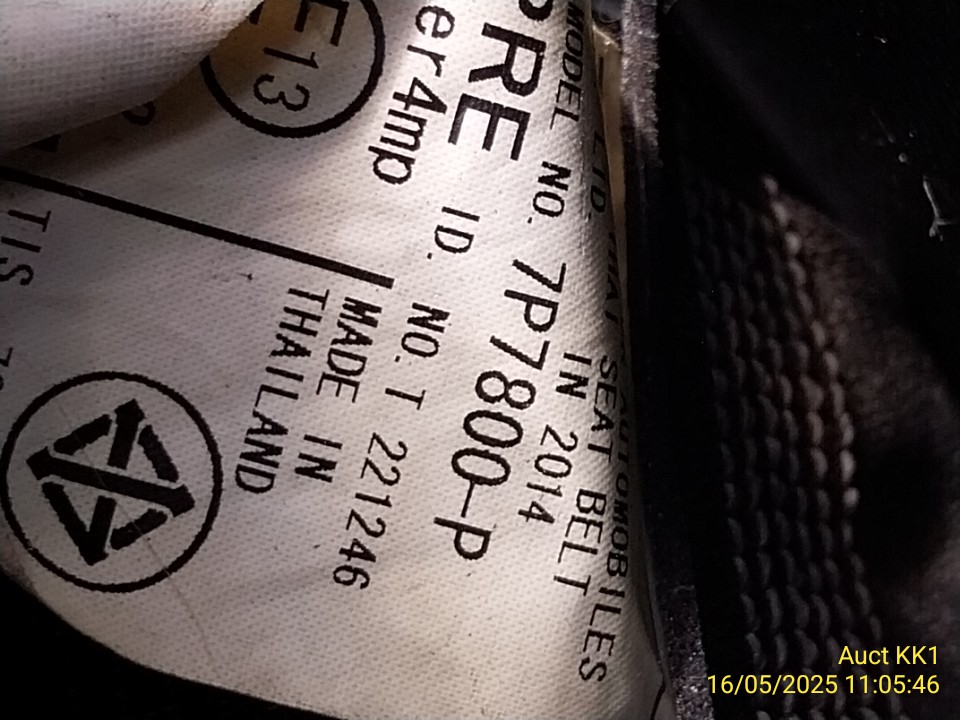 SEAT BELT
AUTOMOBILES
IN 2014
MODEL NO. 7P7800-P
PRE
ID. NO. T 221246
er4mp
E13
MADE IN
THAILAND
TIS
Auct KK1
16/05/2025 11:05:46